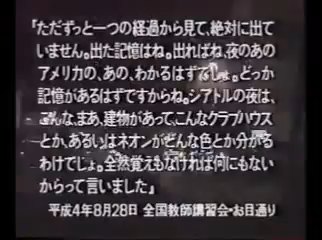 「ただずっと一つの経過から見て、絶対に出て
いません。出た記憶はね。出ればね、夜のあの
アメリカの、あの、わかるはずでしょ。どっか
記憶があるはずですからね。シアトルの夜は、
こんな、まあ、建物があって、こんなクラブハウス
とか、あるいはネオンがどんな色とか分がる
わけでしょ。全然覚えもなければ何にもない
からって言いました」
平成4年8月28日 全国教師講習会・お目通り